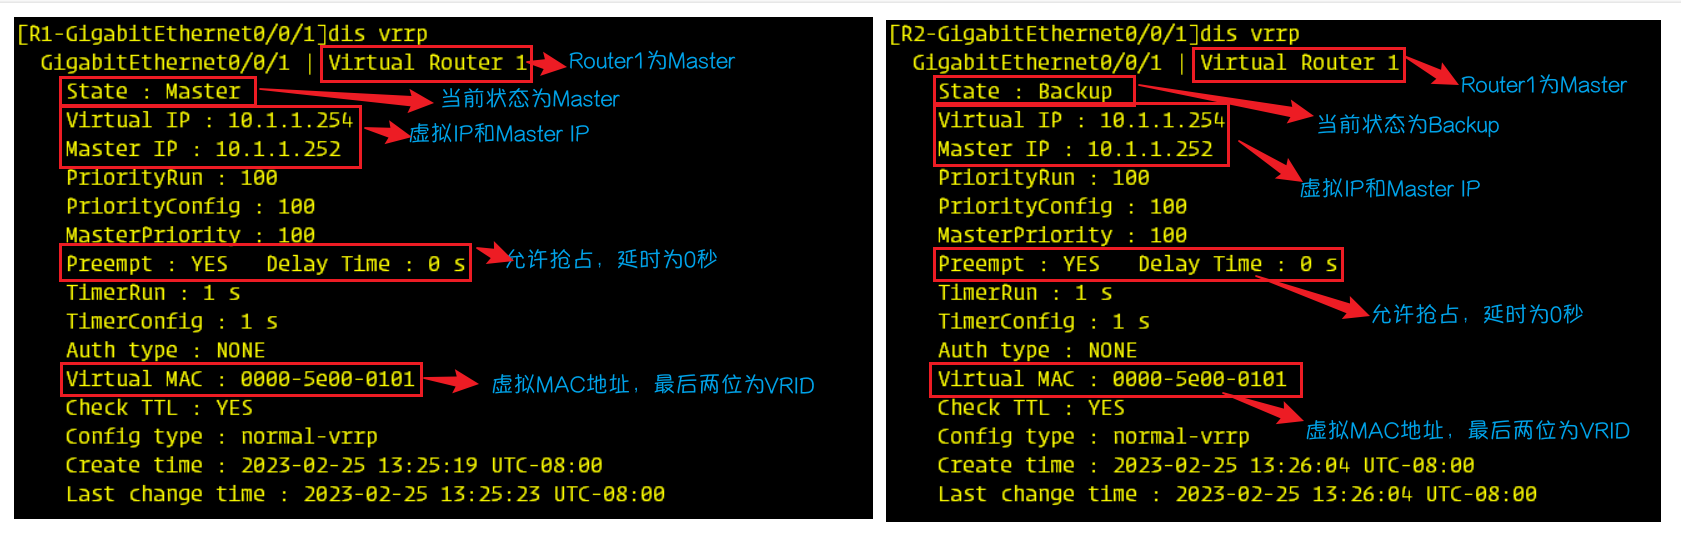 [R1-GigabitEthernet0/0/1]dis vrrp
GigabitEthernet0/0/1 | Virtual Router 1
Router1为Master
State : Master
当前状态为Master
Virtual IP : 10.1.1.254
虚拟IP和Master IP
Master IP : 10.1.1.252
PriorityRun : 100
PriorityConfig : 100
MasterPriority : 100
Preempt : YES   Delay Time : 0 s
允许抢占，延时为0秒
TimerRun : 1 s
TimerConfig : 1 s
Auth type : NONE
Virtual MAC : 0000-5e00-0101
虚拟MAC地址，最后两位为VRID
Check TTL : YES
Config type : normal-vrrp
Create time : 2023-02-25 13:25:19 UTC-08:00
Last change time : 2023-02-25 13:25:23 UTC-08:00
[R2-GigabitEthernet0/0/1]dis vrrp
GigabitEthernet0/0/1 | Virtual Router 1
Router1为Master
State : Backup
当前状态为Backup
Virtual IP : 10.1.1.254
Master IP : 10.1.1.252
虚拟IP和Master IP
PriorityRun : 100
PriorityConfig : 100
MasterPriority : 100
Preempt : YES   Delay Time : 0 s
允许抢占，延时为0秒
TimerRun : 1 s
TimerConfig : 1 s
Auth type : NONE
Virtual MAC : 0000-5e00-0101
虚拟MAC地址，最后两位为VRID
Check TTL : YES
Config type : normal-vrrp
Create time : 2023-02-25 13:26:04 UTC-08:00
Last change time : 2023-02-25 13:26:04 UTC-08:00